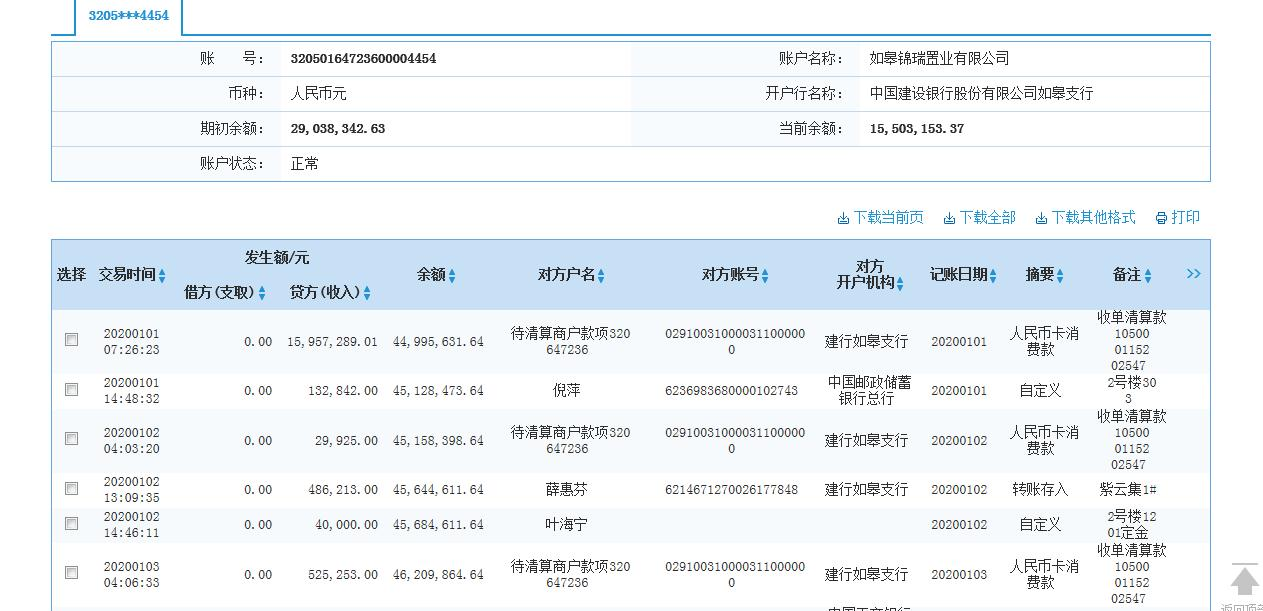 3205***4454
账 号： 32050164723600004454 账户名称： 如皋锦瑞置业有限公司
币种： 人民币元 开户行名称： 中国建设银行股份有限公司如皋支行
期初余额： 29,038,342.63 当前余额： 15,503,153.37
账户状态： 正常
下载当前页 下载全部 下载其他格式 打印
选择 交易时间 发生额/元 余额 对方户名 对方账号 对方 记账日期 摘要 备注 >>
借方(支取) 贷方(收入) 开户机构
收单清算款
20200101 待清算商户款项320 02910031000031100000 人民币卡消 10500
0.00 15,957,289.01 44,995,631.64 建行如皋支行 20200101
07:26:23 647236 0 费款 01152
02547
20200101 中国邮政储蓄 2号楼30
0.00 132,842.00 45,128,473.64 倪萍 6236983680000102743 20200101 自定义
14:48:32 银行总行 3
收单清算款
20200102 待清算商户款项320 02910031000031100000 人民币卡消 10500
0.00 29,925.00 45,158,398.64 建行如皋支行 20200102
04:03:20 647236 0 费款 01152
02547
20200102
0.00 486,213.00 45,644,611.64 薛惠芬 6214671270026177848 建行如皋支行 20200102 转账存入 紫云集1#
13:09:35
20200102 2号楼12
0.00 40,000.00 45,684,611.64 叶海宁 20200102 自定义
14:46:11 01定金
收单清算款
20200103 待清算商户款项320 02910031000031100000 人民币卡消 10500
0.00 525,253.00 46,209,864.64 建行如皋支行 20200103
04:06:33 647236 0 费款 01152
02547